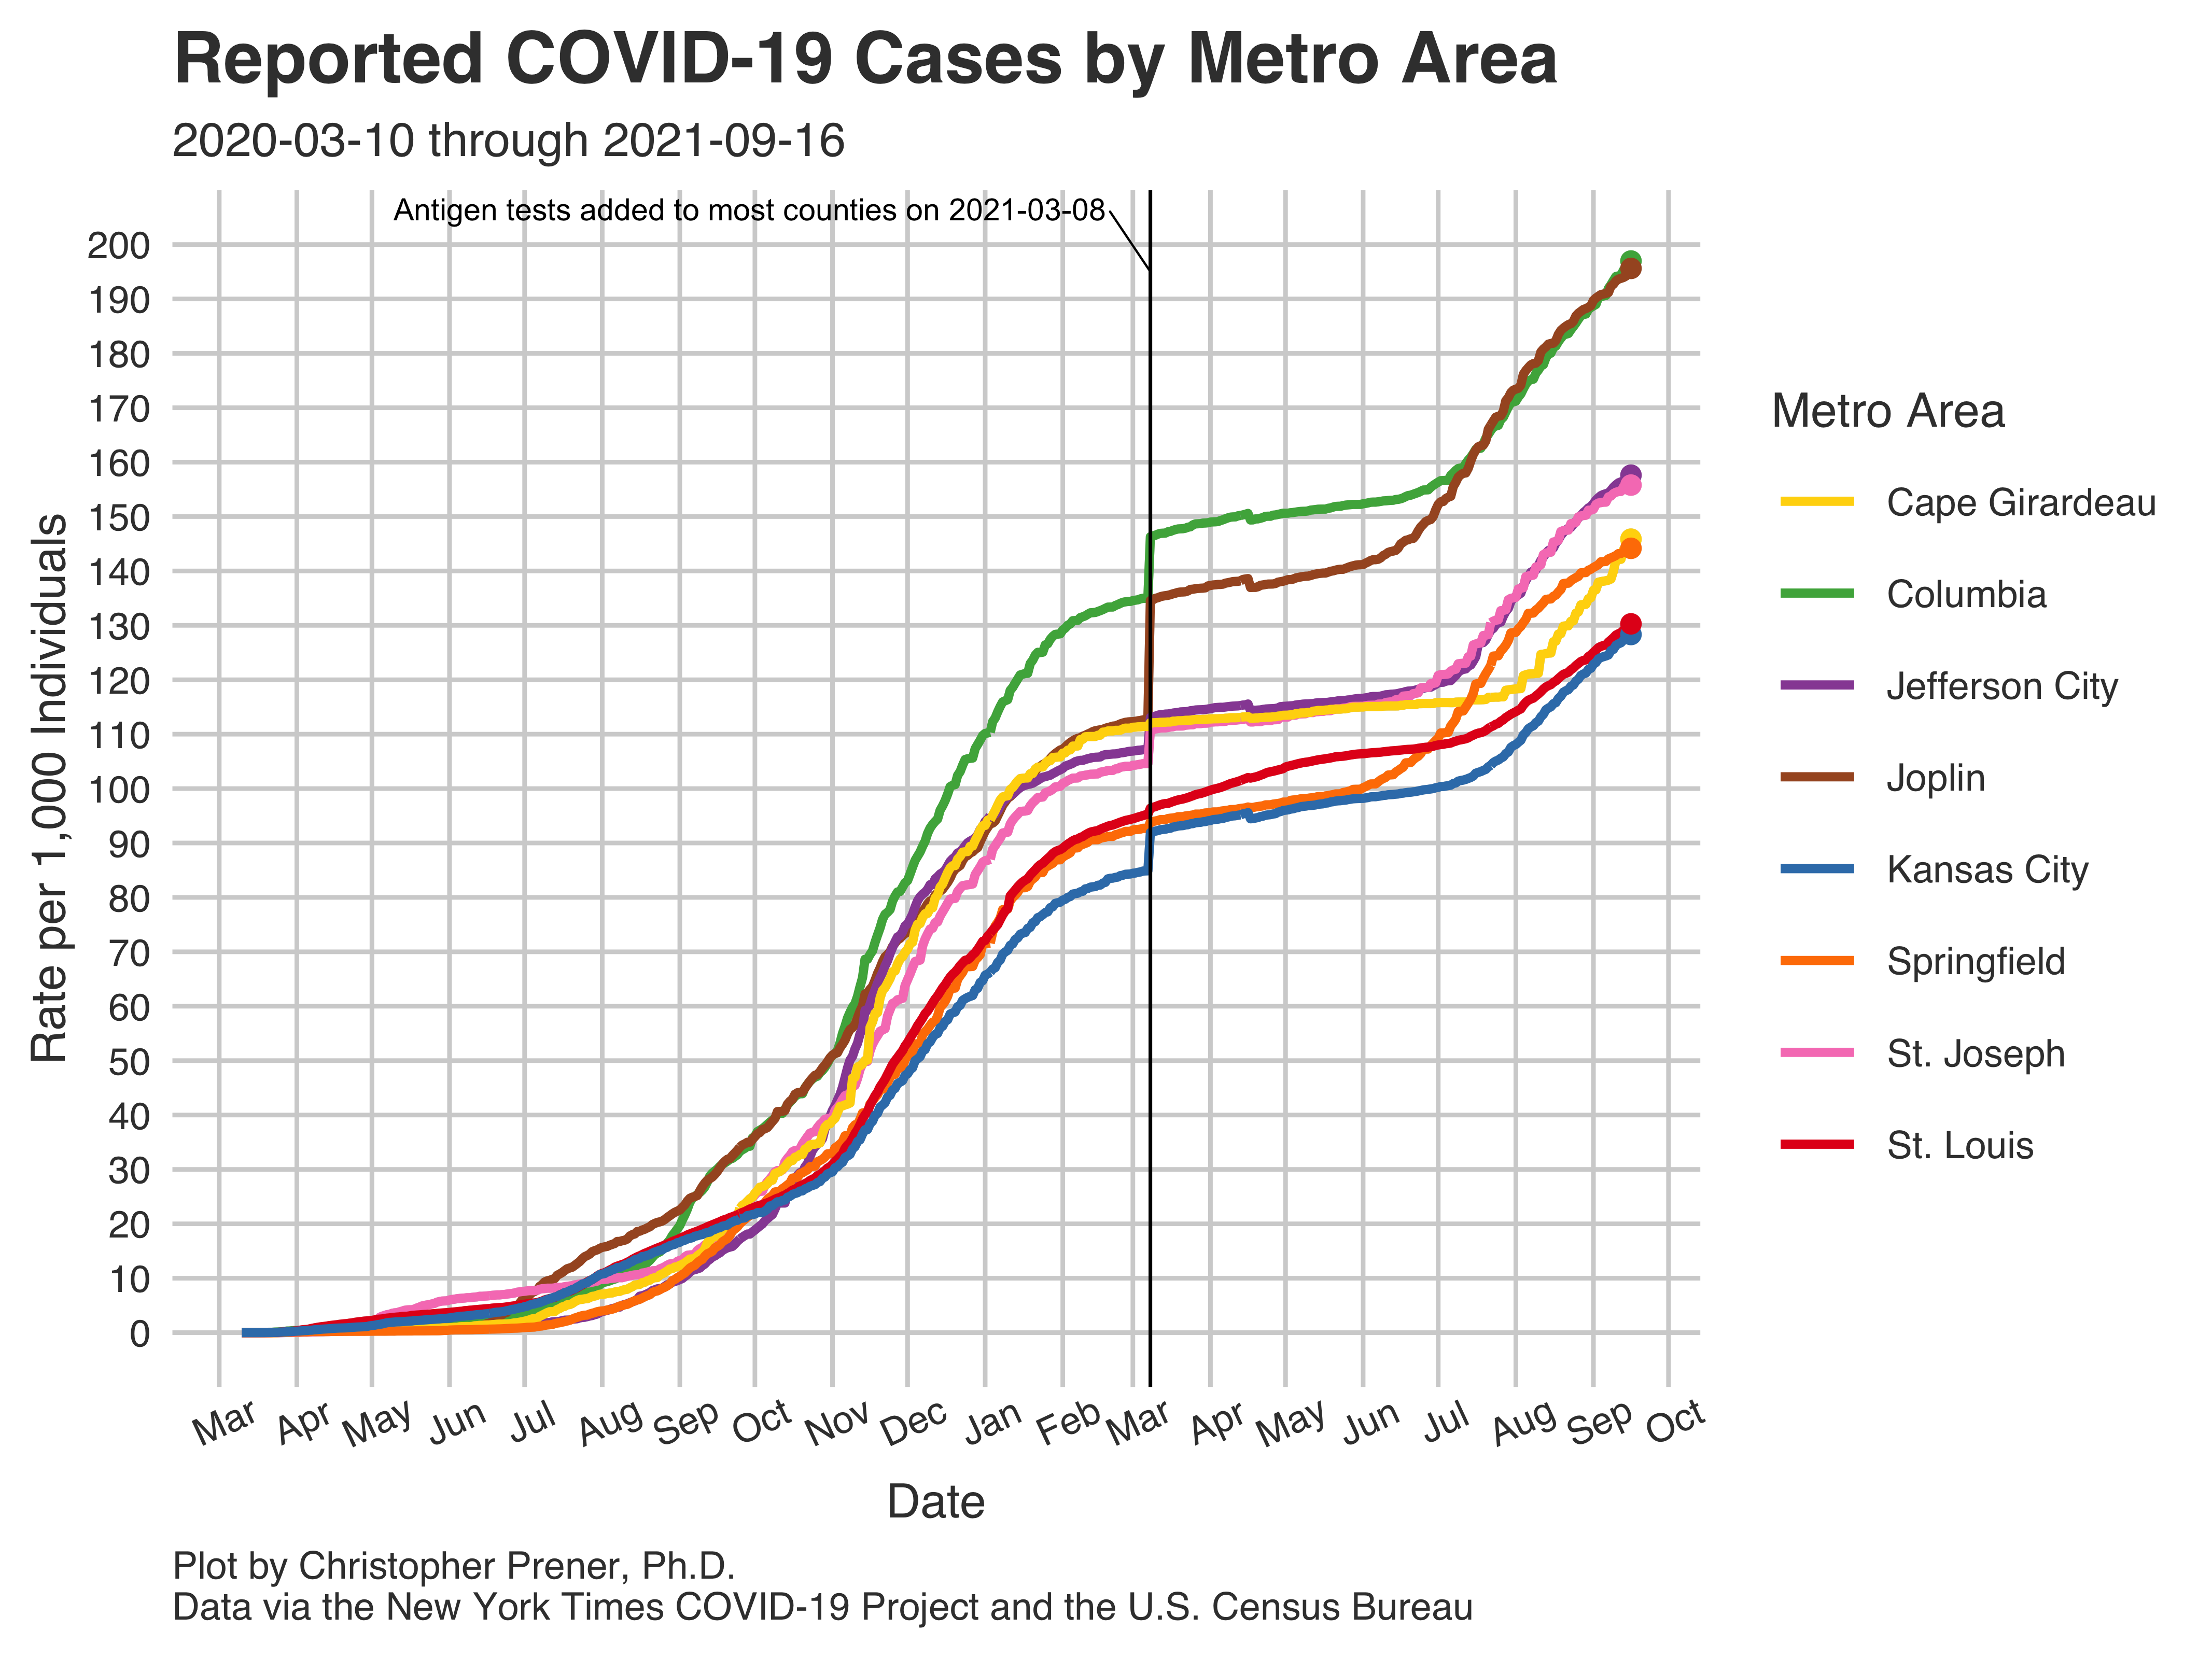 Reported COVID-19 Cases by Metro Area
2020-03-10 through 2021-09-16
Antigen tests added to most counties on 2021-03-08
Rate per 1,000 Individuals
200
190
180
170
160
150
140
130
120
110
100
90
80
70
60
50
40
30
20
10
0
Mar Apr May Jun Jul Aug Sep Oct Nov Dec Jan Feb Mar Apr May Jun Jul Aug Sep Oct
Date
Metro Area
Cape Girardeau
Columbia
Jefferson City
Joplin
Kansas City
Springfield
St. Joseph
St. Louis
Plot by Christopher Prener, Ph.D.
Data via the New York Times COVID-19 Project and the U.S. Census Bureau